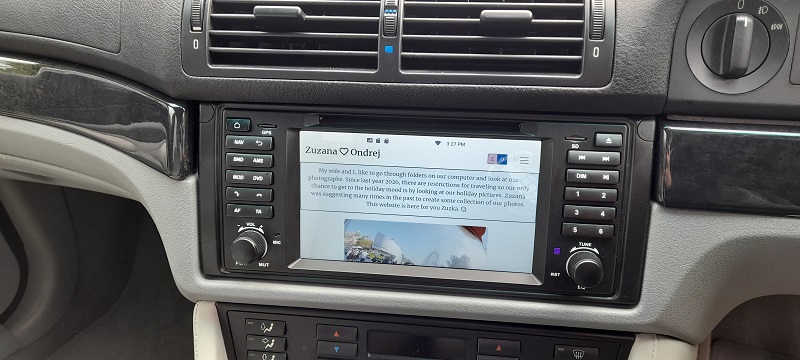 0
0
GPS
NAV
BND AMS
MOD DVD
AF TA
VOL
MIC
MUT
3:27 PM
Zuzana ♡ Ondrej
My wife and I, like to go through folders on our computer and look at our
photographs. Since last year 2020, there are restrictions for traveling so our only
chance to get to the holiday mood is by looking at our holiday pictures. Zuzana
was suggesting many times in the past to create some collection of our photos.
This website is here for you Zuzka. 😊
SD
DIM
1 2
3 4
5 6
TUNE
RST
EQ